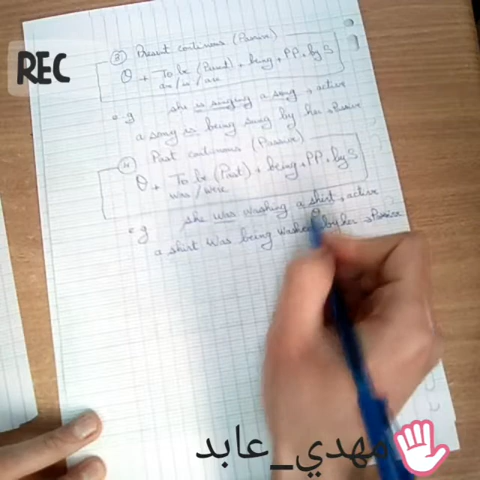 REC
③ Present continous (Passive)
O + To be (Present) + being + PP + by S
am / is / are
e.g she is singing a song → active
a song is being sung by her → Passive
④ Past continous (Passive)
O + To be (Past) + being + PP + by S
was / were
e.g she was washing a shirt → active
a shirt was being washed by her → Passive
مهدي_عابد